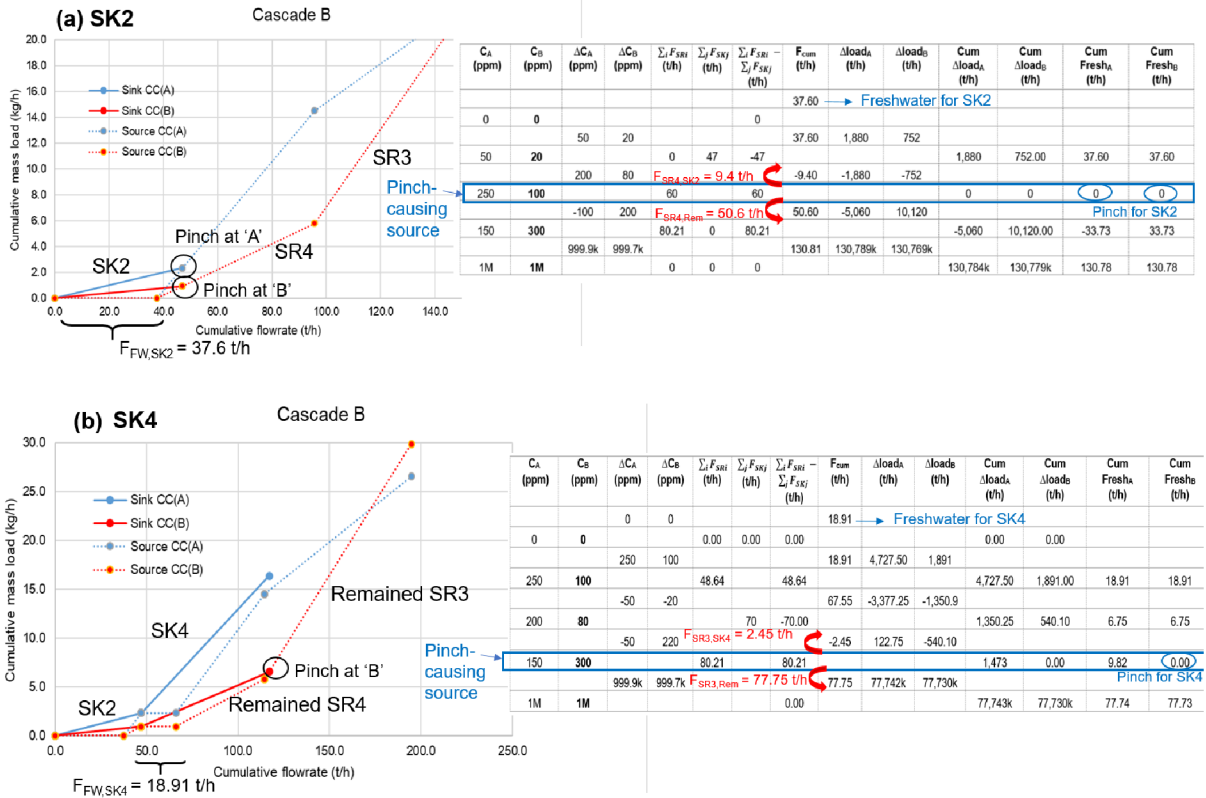 (a) SK2
Cascade B
Cumulative mass load (kg/h)
20.0
18.0
16.0
14.0
12.0
10.0
8.0
6.0
4.0
2.0
0.0
Sink CC(A)
Sink CC(B)
Source CC(A)
Source CC(B)
SR3
SR4
SK2
Pinch at ‘A’
Pinch at ‘B’
Pinch-
causing
source
0.0 20.0 40.0 60.0 80.0 100.0 120.0 140.0
Cumulative flowrate (t/h)
F_FW,SK2 = 37.6 t/h
C_A (ppm) C_B (ppm) ΔC_A (ppm) ΔC_B (ppm) ∑_i F_SRi (t/h) ∑_j F_SKj (t/h) ∑_i F_SRi − ∑_j F_SKj (t/h) F_cum (t/h) Δload_A (t/h) Δload_B (t/h) Cum Δload_A (t/h) Cum Δload_B (t/h) Cum Fresh_A (t/h) Cum Fresh_B (t/h)
37.60 Freshwater for SK2
0 0 0
50 20 37.60 1,880 752
50 20 0 47 -47 1,880 752.00 37.60 37.60
200 80 F_SR4,SK2 = 9.4 t/h -9.40 -1,880 -752
250 100 60 60 0 0 0 0
-100 200 F_SR4,Rem = 50.6 t/h 50.60 -5,060 10,120 Pinch for SK2
150 300 80.21 0 80.21 -5,060 10,120.00 -33.73 33.73
999.9k 999.7k 130.81 130,789k 130,769k
1M 1M 0 0 0 130,784k 130,779k 130.78 130.78
(b) SK4
Cascade B
Cumulative mass load (kg/h)
30.0
25.0
20.0
15.0
10.0
5.0
0.0
Sink CC(A)
Sink CC(B)
Source CC(A)
Source CC(B)
Remained SR3
SK4
Pinch at ‘B’
SK2
Remained SR4
Pinch-
causing
source
0.0 50.0 100.0 150.0 200.0 250.0
Cumulative flowrate (t/h)
F_FW,SK4 = 18.91 t/h
C_A (ppm) C_B (ppm) ΔC_A (ppm) ΔC_B (ppm) ∑_i F_SRi (t/h) ∑_j F_SKj (t/h) ∑_i F_SRi − ∑_j F_SKj (t/h) F_cum (t/h) Δload_A (t/h) Δload_B (t/h) Cum Δload_A (t/h) Cum Δload_B (t/h) Cum Fresh_A (t/h) Cum Fresh_B (t/h)
0 0 18.91 Freshwater for SK4
0 0 0.00 0.00 0.00 0.00 0.00
250 100 18.91 4,727.50 1,891
250 100 48.64 48.64 4,727.50 1,891.00 18.91 18.91
-50 -20 67.55 -3,377.25 -1,350.9
200 80 70 -70.00 1,350.25 540.10 6.75 6.75
-50 220 F_SR3,SK4 = 2.45 t/h -2.45 122.75 -540.10
150 300 80.21 80.21 1,473 0.00 9.82 0.00
999.9k 999.7k F_SR3,Rem = 77.75 t/h 77.75 77,742k 77,730k Pinch for SK4
1M 1M 0.00 77,743k 77,730k 77.74 77.73